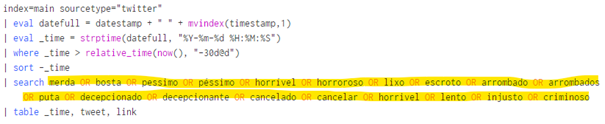 index=main sourcetype="twitter"
| eval datefull = datestamp + " " + mvindex(timestamp,1)
| eval _time = strptime(datefull, "%Y-%m-%d %H:%M:%S")
| where _time > relative_time(now(), "-30d@d")
| sort -_time
| search merda OR bosta OR pessimo OR péssimo OR horrível OR horroroso OR lixo OR escroto OR arrombado OR arrombados
OR puta OR decepcionado OR decepcionante OR cancelado OR cancelar OR horrivel OR lento OR injusto OR criminoso
| table _time, tweet, link